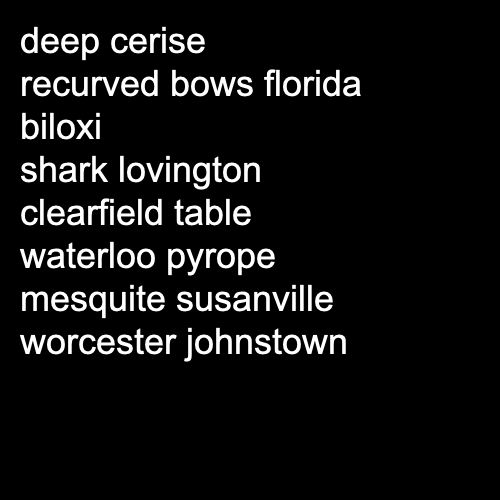 deep cerise
recurved bows florida
biloxi
shark lovington
clearfield table
waterloo pyrope
mesquite susanville
worcester johnstown